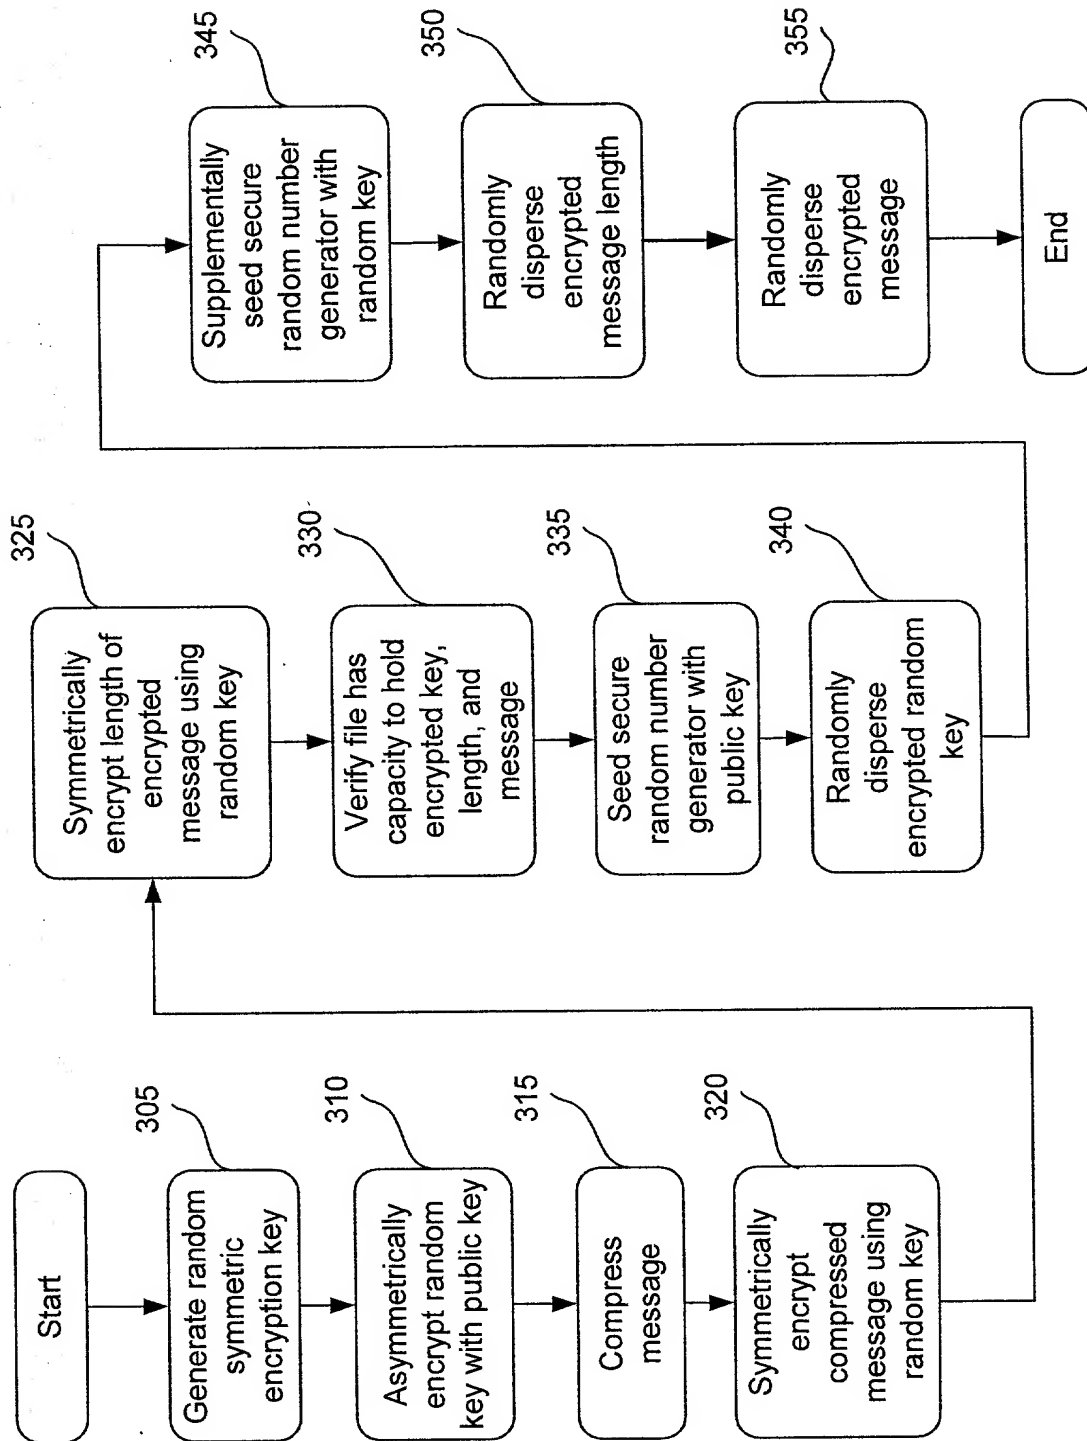 Start
305
Generate random
symmetric
encryption key
310
Asymmetrically
encrypt random
key with public key
315
Compress
message
320
Symmetrically
encrypt
compressed
message using
random key
325
Symmetrically
encrypt length of
encrypted
message using
random key
330
Verify file has
capacity to hold
encrypted key,
length, and
message
335
Seed secure
random number
generator with
public key
340
Randomly
disperse
encrypted random
key
345
Supplementally
seed secure
random number
generator with
random key
350
Randomly
disperse
encrypted
message length
355
Randomly
disperse
encrypted
message
End